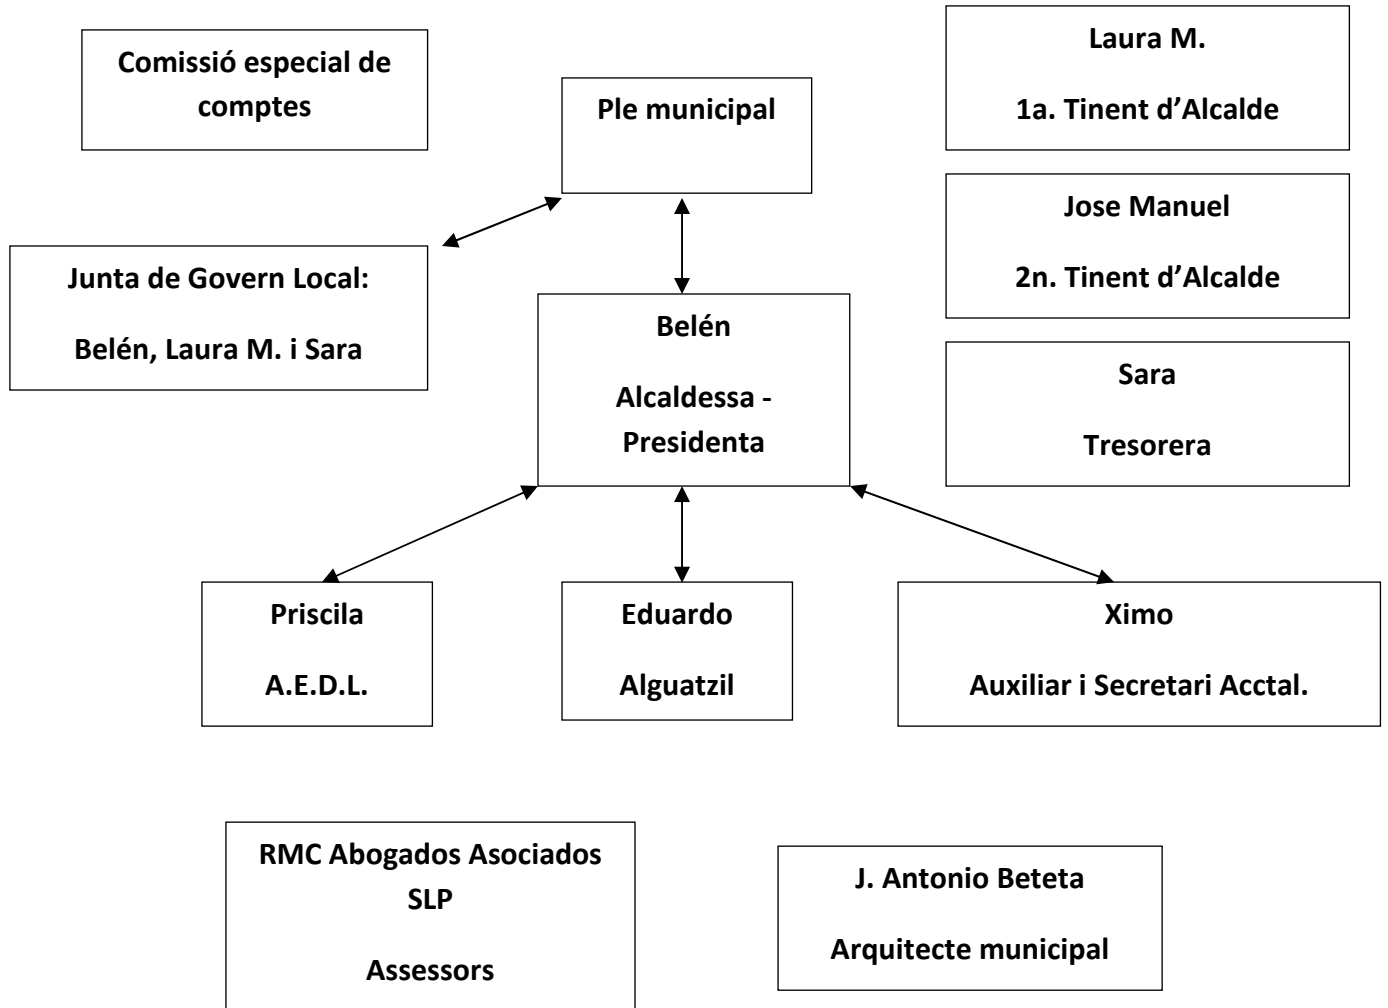 Comissió especial de
comptes
Ple municipal
Laura M.
1a. Tinent d’Alcalde
Jose Manuel
2n. Tinent d’Alcalde
Junta de Govern Local:
Belén, Laura M. i Sara
Belén
Alcaldessa -
Presidenta
Sara
Tresorera
Priscila
A.E.D.L.
Eduardo
Alguatzil
Ximo
Auxiliar i Secretari Acctal.
RMC Abogados Asociados
SLP
Assessors
J. Antonio Beteta
Arquitecte municipal